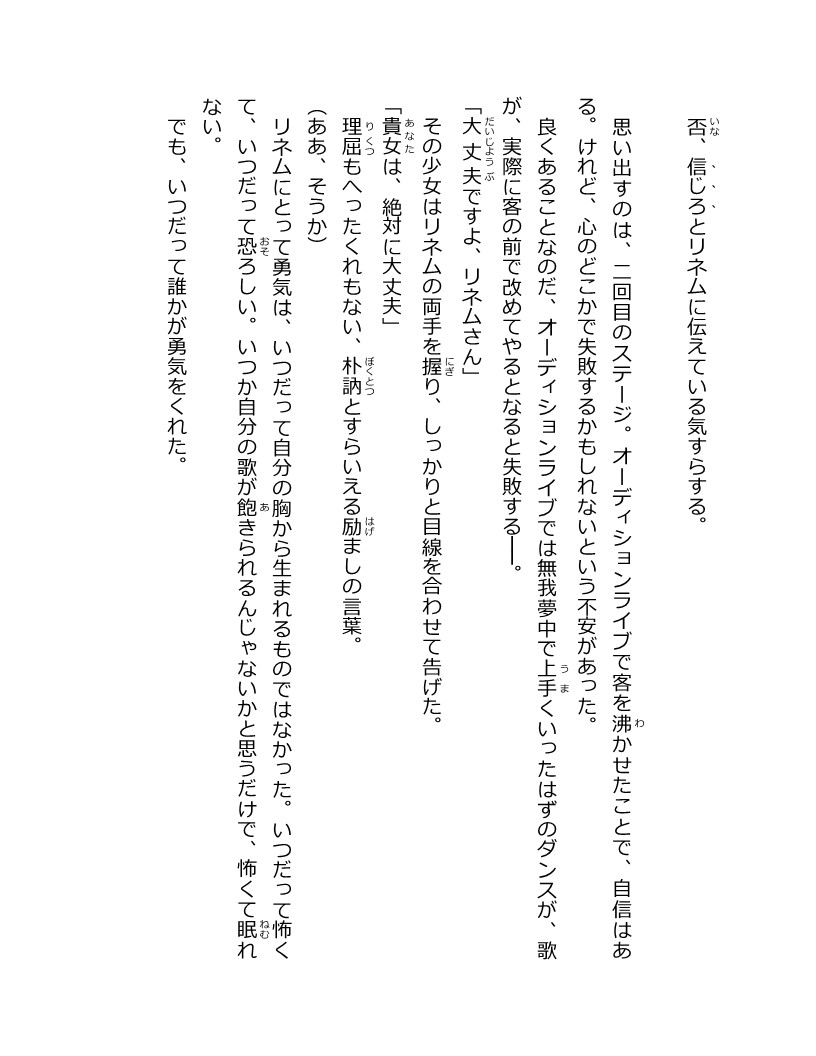 否、信じろとリネムに伝えている気すらする。
思い出すのは、二回目のステージ。オーディションライブで客を沸かせたことで、自信はあ
る。けれど、心のどこかで失敗するかもしれないという不安があった。
良くあることなのだ、オーディションライブでは無我夢中で上手くいったはずのダンスが、歌
が、実際に客の前で改めてやるとなると失敗する――。
「大丈夫ですよ、リネムさん」
その少女はリネムの両手を握り、しっかりと目線を合わせて告げた。
「貴女は、絶対に大丈夫」
理屈もへったくれもない、朴訥とすらいえる励ましの言葉。
(ああ、そうか)
リネムにとって勇気は、いつだって自分の胸から生まれるものではなかった。いつだって怖く
て、いつだって恐ろしい。いつか自分の歌が飽きられるんじゃないかと思うだけで、怖くて眠れ
ない。
でも、いつだって誰かが勇気をくれた。